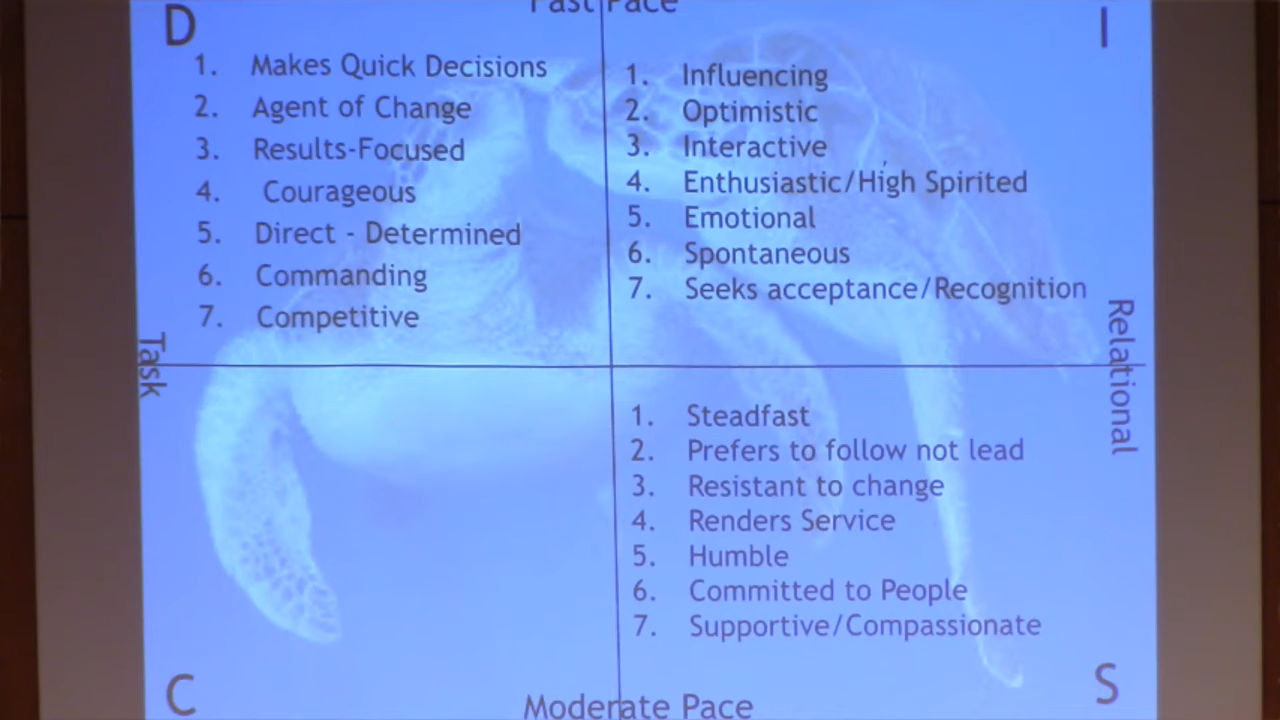 Fast Pace
D
1. Makes Quick Decisions
2. Agent of Change
3. Results-Focused
4. Courageous
5. Direct - Determined
6. Commanding
7. Competitive
I
1. Influencing
2. Optimistic
3. Interactive
4. Enthusiastic/High Spirited
5. Emotional
6. Spontaneous
7. Seeks acceptance/Recognition
Task
Relational
1. Steadfast
2. Prefers to follow not lead
3. Resistant to change
4. Renders Service
5. Humble
6. Committed to People
7. Supportive/Compassionate
C
Moderate Pace
S